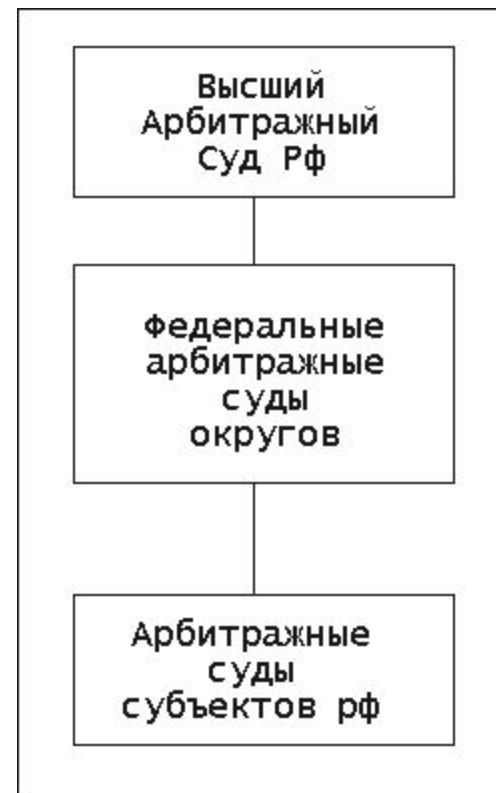 Высший
Арбитражный
Суд Рф
Федеральные
арбитражные
суды
округов
Арбитражные
суды
субъектов рф